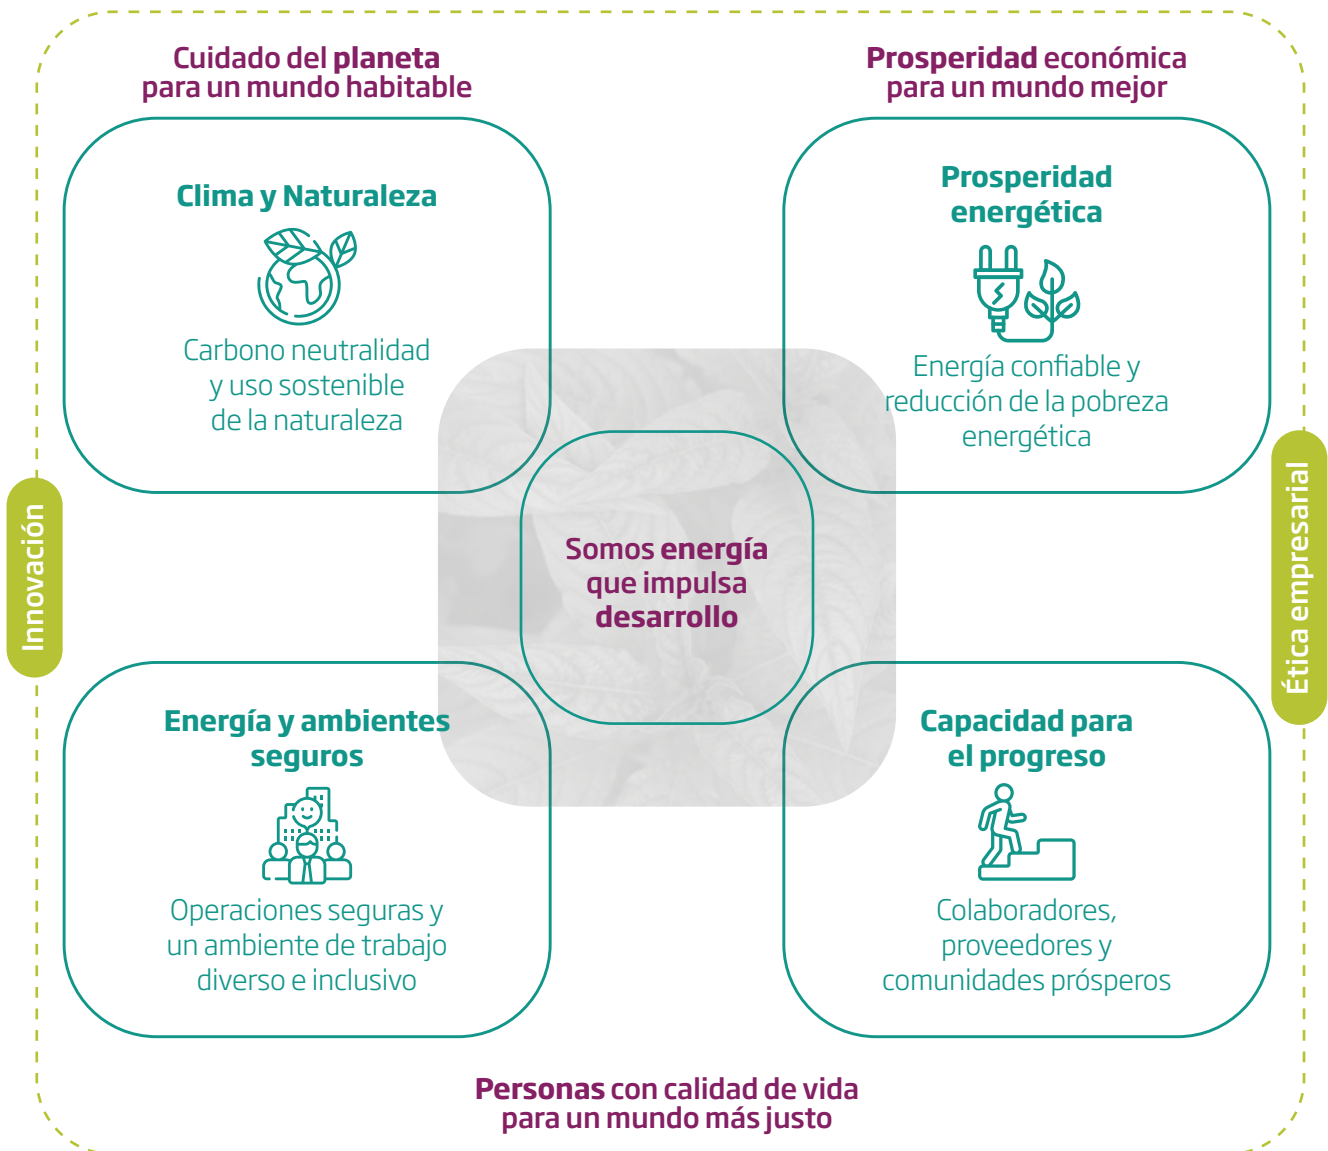 Cuidado del planeta
para un mundo habitable
Prosperidad económica
para un mundo mejor
Clima y Naturaleza
Carbono neutralidad
y uso sostenible
de la naturaleza
Prosperidad
energética
Energía confiable y
reducción de la pobreza
energética
Innovación
Somos energía
que impulsa
desarrollo
Ética empresarial
Energía y ambientes
seguros
Operaciones seguras y
un ambiente de trabajo
diverso e inclusivo
Capacidad para
el progreso
Colaboradores,
proveedores y
comunidades prósperos
Personas con calidad de vida
para un mundo más justo